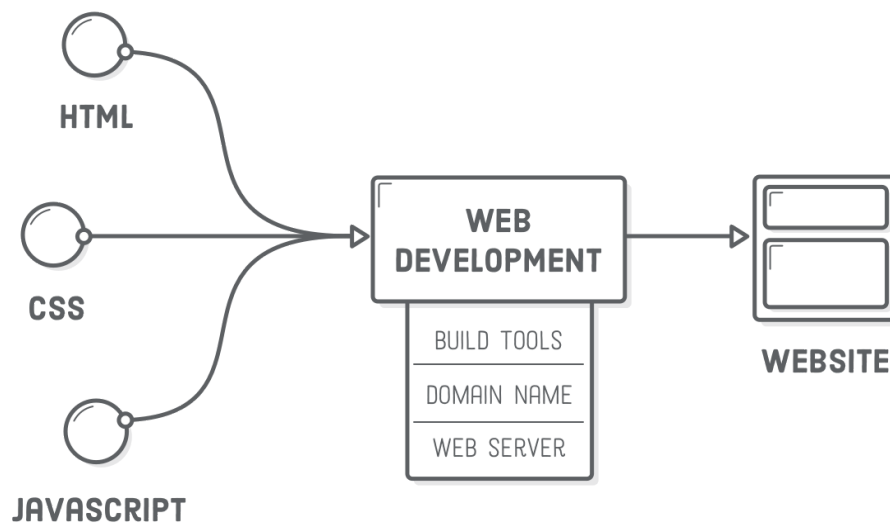 HTML
CSS
JAVASCRIPT
WEB
DEVELOPMENT
BUILD TOOLS
DOMAIN NAME
WEB SERVER
WEBSITE